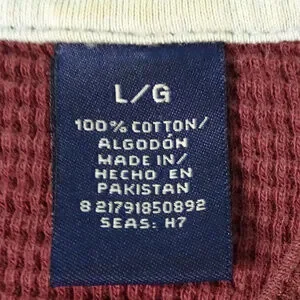 L/G
100% COTTON/
ALGODÓN
MADE IN/
HECHO EN
PAKISTAN
8 21791850892
SEAS: H7